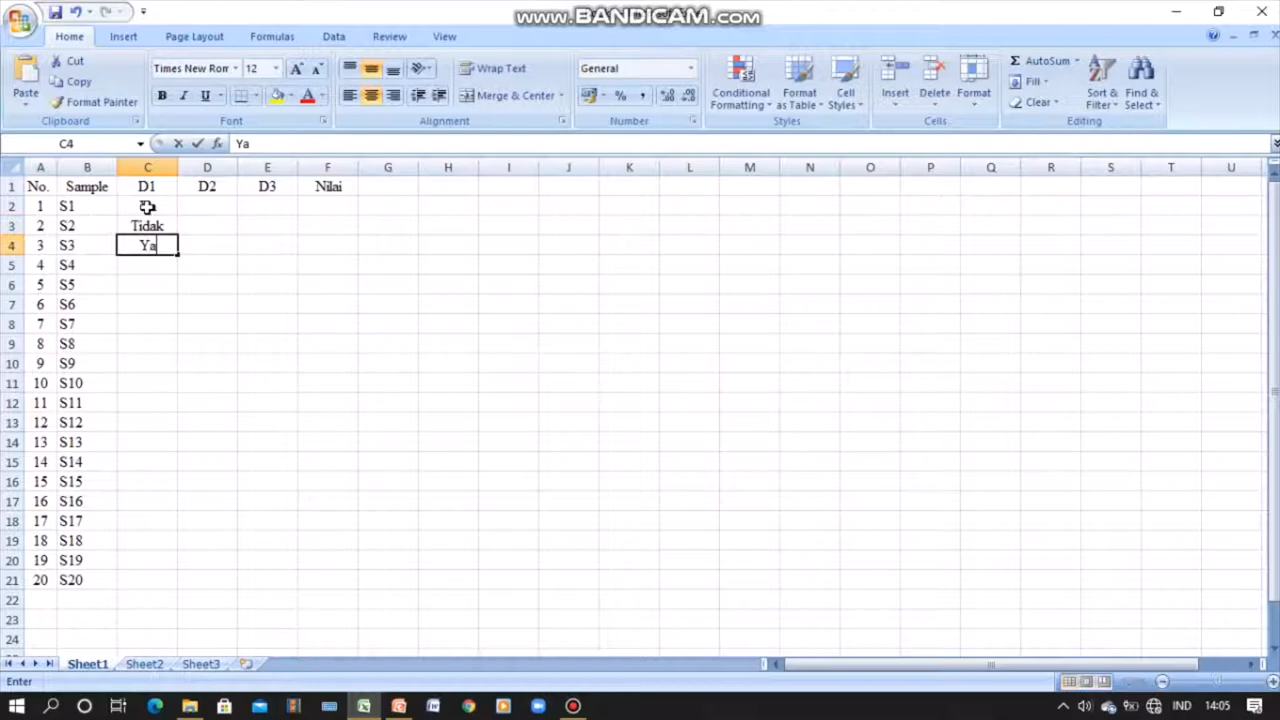 www.BANDICAM.com
Home Insert Page Layout Formulas Data Review View
Paste
Cut
Copy
Format Painter
Clipboard
Times New Ron 12
B I U
Font
Wrap Text
Merge & Center
Alignment
General
% ,
Number
Conditional Formatting
Format as Table
Cell Styles
Styles
Insert Delete Format
Cells
AutoSum
Fill
Clear
Sort & Filter
Find & Select
Editing
C4 fx Ya
A B C D E F G H I J K L M N O P Q R S T U
1 No. Sample D1 D2 D3 Nilai
2 1 S1
3 2 S2 Tidak
4 3 S3 Ya
5 4 S4
6 5 S5
7 6 S6
8 7 S7
9 8 S8
10 9 S9
11 10 S10
12 11 S11
13 12 S12
14 13 S13
15 14 S14
16 15 S15
17 16 S16
18 17 S17
19 18 S18
20 19 S19
21 20 S20
22
23
24
Sheet1 Sheet2 Sheet3
Enter
IND 14:05